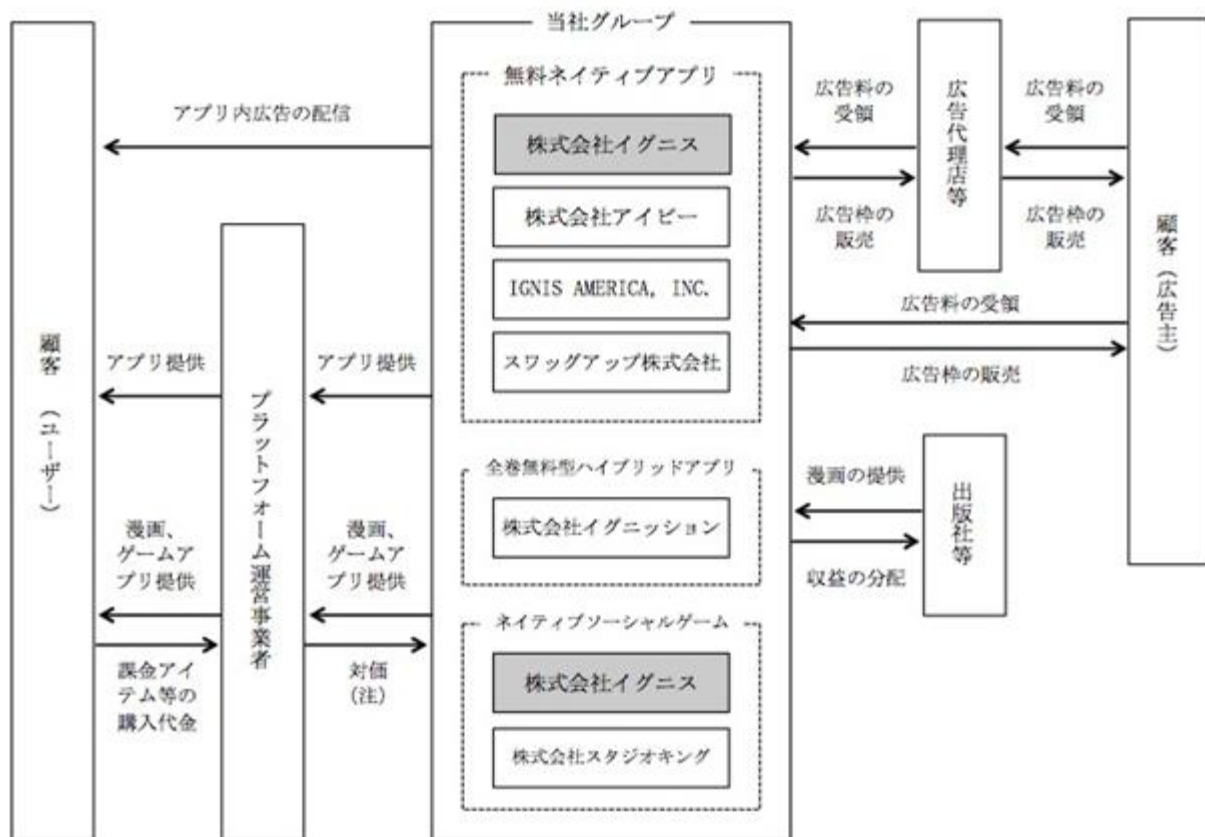 当社グループ
無料ネイティブアプリ
株式会社イグニス
株式会社アイビー
IGNIS AMERICA, INC.
スワッグアップ株式会社
全巻無料型ハイブリッドアプリ
株式会社イグニッション
ネイティブソーシャルゲーム
株式会社イグニス
株式会社スタジオキング
顧客（ユーザー）
アプリ内広告の配信
アプリ提供
漫画、
ゲームア
プリ提供
課金アイ
テム等の
購入代金
プラットフォーム運営事業者
アプリ提供
漫画、
ゲームア
プリ提供
対価
(注)
広告料の
受領
広告枠の
販売
広告代理店等
広告料の
受領
広告枠の
販売
広告料の受領
広告枠の販売
顧客（広告主）
漫画の提供
収益の分配
出版社等